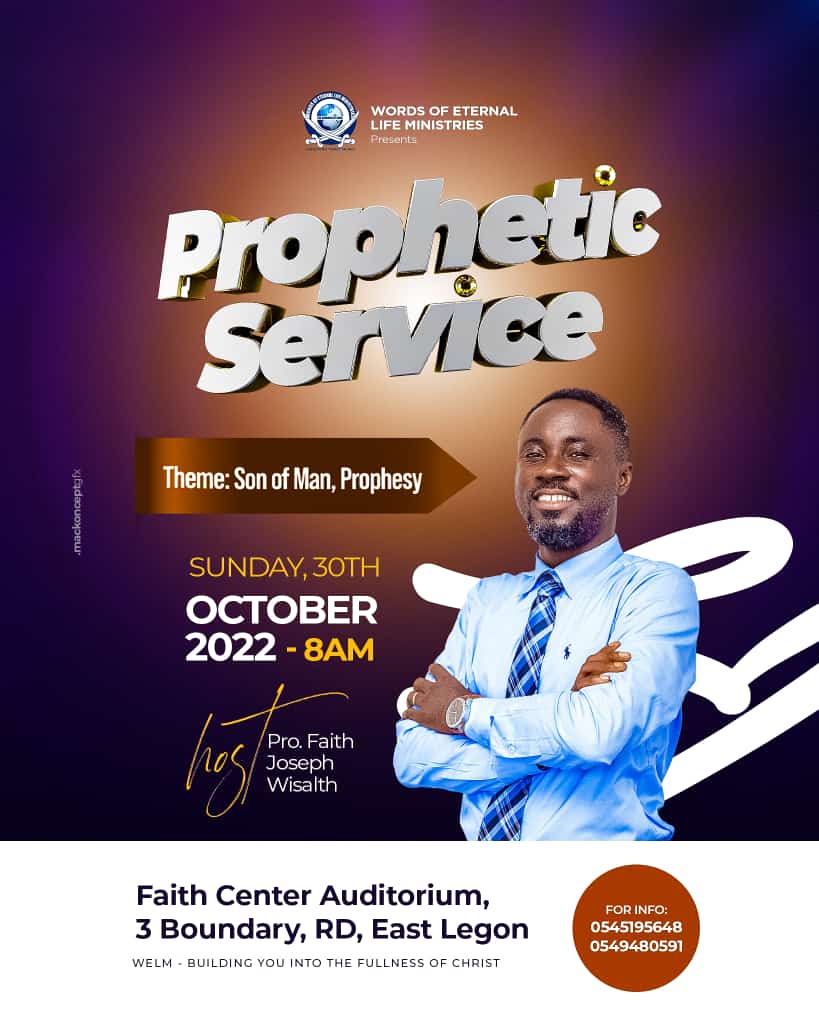 WORDS OF ETERNAL
LIFE MINISTRIES
Presents
Prophetic
Service
Theme: Son of Man, Prophesy
.mackonceptgfx
SUNDAY, 30TH
OCTOBER
2022 - 8AM
host
Pro. Faith
Joseph
Wisalth
Faith Center Auditorium,
3 Boundary, RD, East Legon
WELM - BUILDING YOU INTO THE FULLNESS OF CHRIST
FOR INFO:
0545195648
0549480591